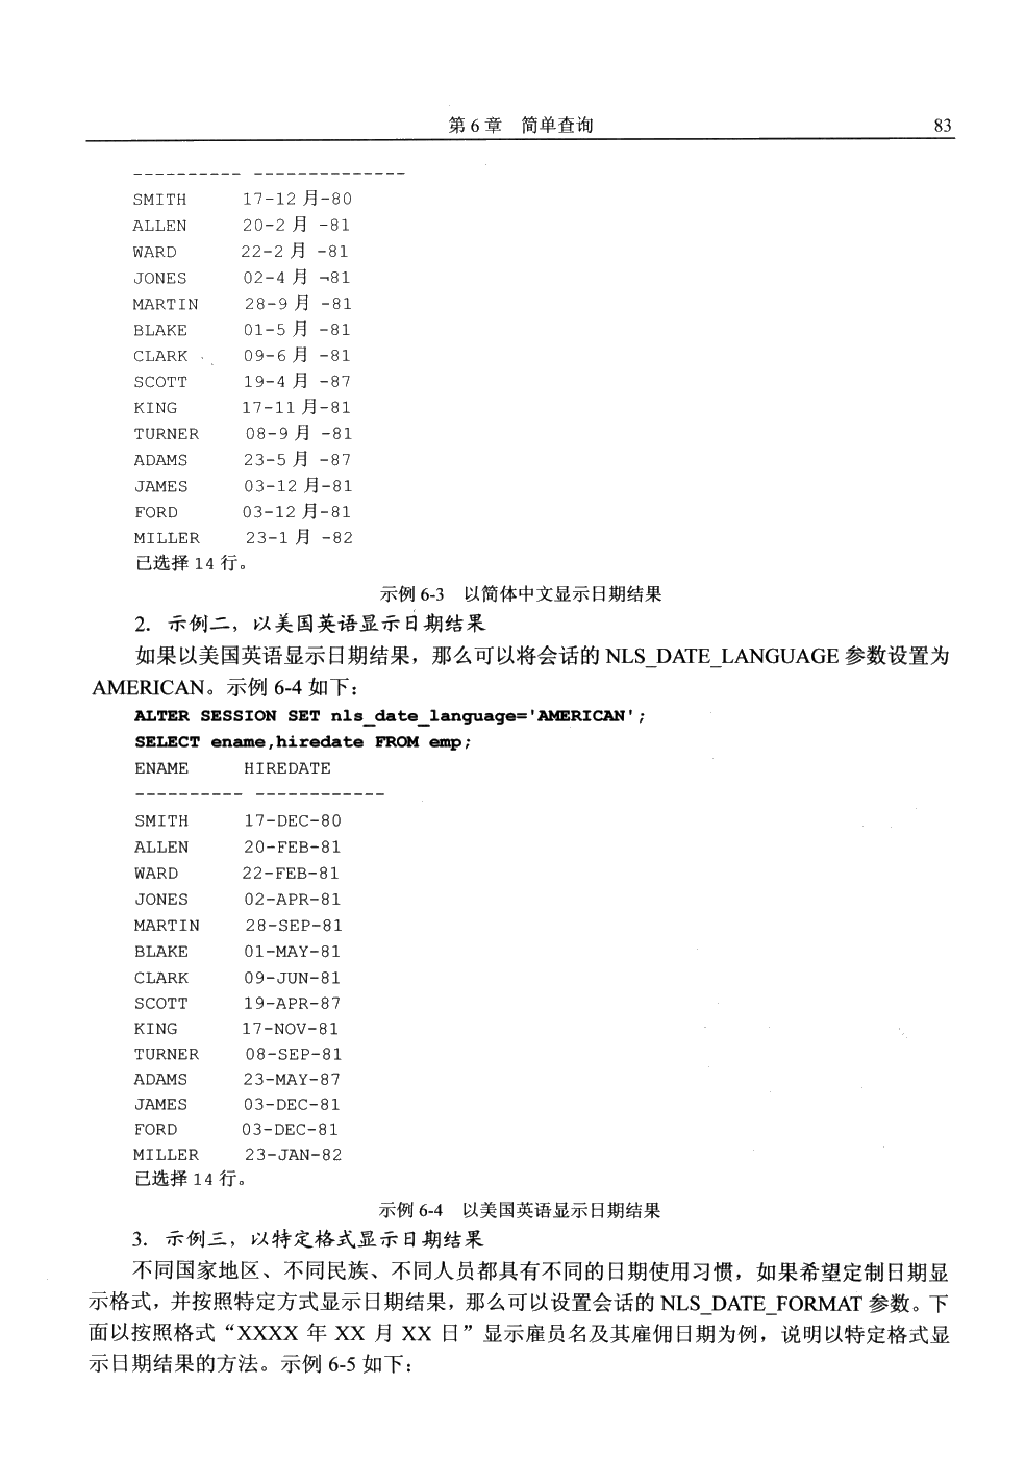 第 6 章 简单查询 83
---------- --------------
SMITH 17-12 月-80
ALLEN 20-2 月 -81
WARD 22-2 月 -81
JONES 02-4 月 -81
MARTIN 28-9 月 -81
BLAKE 01-5 月 -81
CLARK 09-6 月 -81
SCOTT 19-4 月 -87
KING 17-11 月-81
TURNER 08-9 月 -81
ADAMS 23-5 月 -87
JAMES 03-12 月-81
FORD 03-12 月-81
MILLER 23-1 月 -82
已选择 14 行。
示例 6-3 以简体中文显示日期结果
2. 示例二，以美国英语显示日期结果
如果以美国英语显示日期结果，那么可以将会话的 NLS_DATE_LANGUAGE 参数设置为
AMERICAN。示例 6-4 如下：
ALTER SESSION SET nls_date_language='AMERICAN';
SELECT ename,hiredate FROM emp;
ENAME HIREDATE
---------- ------------
SMITH 17-DEC-80
ALLEN 20-FEB-81
WARD 22-FEB-81
JONES 02-APR-81
MARTIN 28-SEP-81
BLAKE 01-MAY-81
CLARK 09-JUN-81
SCOTT 19-APR-87
KING 17-NOV-81
TURNER 08-SEP-81
ADAMS 23-MAY-87
JAMES 03-DEC-81
FORD 03-DEC-81
MILLER 23-JAN-82
已选择 14 行。
示例 6-4 以美国英语显示日期结果
3. 示例三，以特定格式显示日期结果
不同国家地区、不同民族、不同人员都具有不同的日期使用习惯，如果希望定制日期显
示格式，并按照特定方式显示日期结果，那么可以设置会话的 NLS_DATE_FORMAT 参数。下
面以按照格式“XXXX 年 XX 月 XX 日”显示雇员名及其雇佣日期为例，说明以特定格式显
示日期结果的方法。示例 6-5 如下：